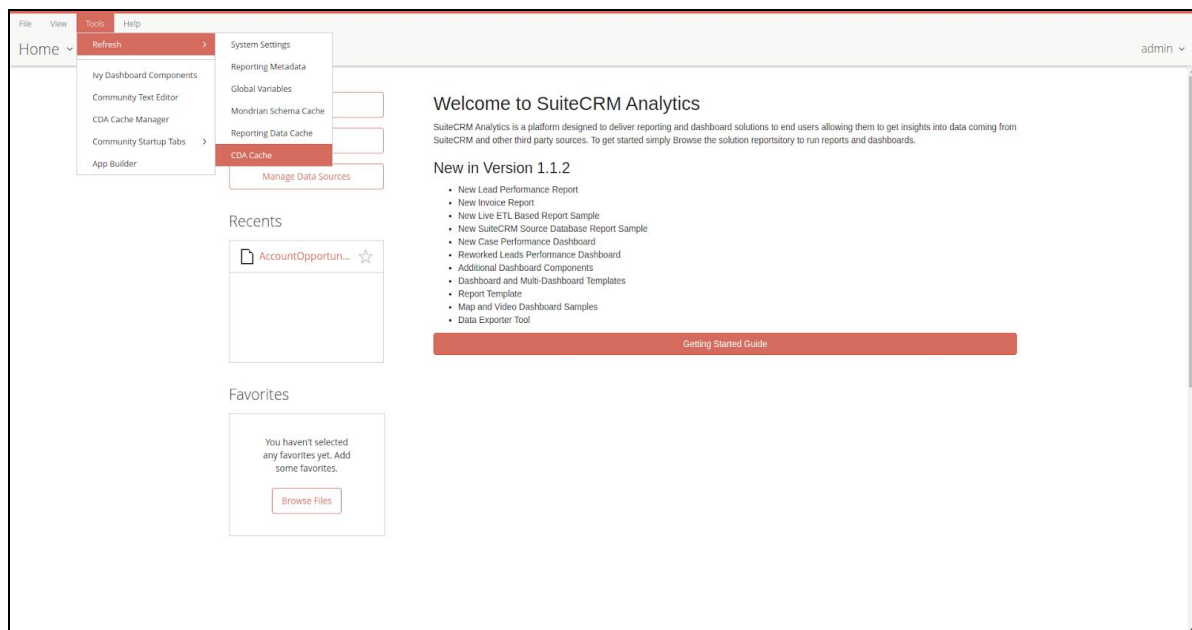 File View Tools Help
Home
admin
Refresh
Ivy Dashboard Components
Community Text Editor
CDA Cache Manager
Community Startup Tabs
App Builder
System Settings
Reporting Metadata
Global Variables
Mondrian Schema Cache
Reporting Data Cache
CDA Cache
Manage Data Sources
Recents
AccountOpportun...
Favorites
You haven't selected
any favorites yet. Add
some favorites.
Browse Files
Welcome to SuiteCRM Analytics
SuiteCRM Analytics is a platform designed to deliver reporting and dashboard solutions to end users allowing them to get insights into data coming from
SuiteCRM and other third party sources. To get started simply Browse the solution reportsitory to run reports and dashboards.
New in Version 1.1.2
• New Lead Performance Report
• New Invoice Report
• New Live ETL Based Report Sample
• New SuiteCRM Source Database Report Sample
• New Case Performance Dashboard
• Reworked Leads Performance Dashboard
• Additional Dashboard Components
• Dashboard and Multi-Dashboard Templates
• Report Template
• Map and Video Dashboard Samples
• Data Exporter Tool
Getting Started Guide